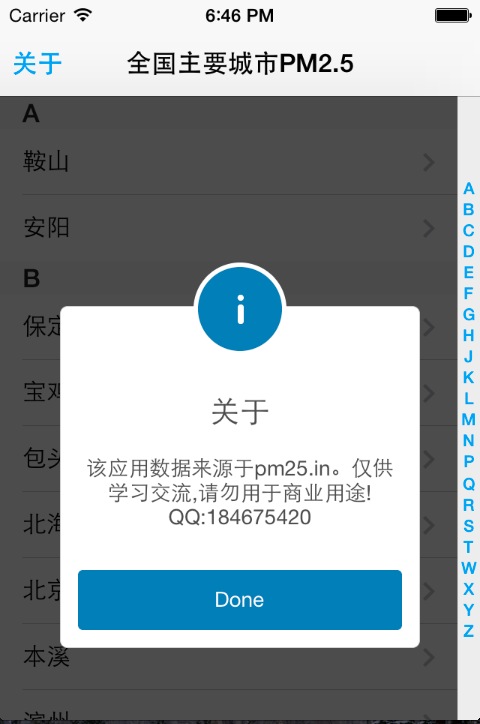 Carrier
6:46 PM
关于
全国主要城市PM2.5
A
鞍山
安阳
B
保定
宝鸡
包头
北海
北京
本溪
滨州
i
关于
该应用数据来源于pm25.in。仅供
学习交流,请勿用于商业用途!
QQ:184675420
Done
A
B
C
D
E
F
G
H
J
K
L
M
N
P
Q
R
S
T
W
X
Y
Z